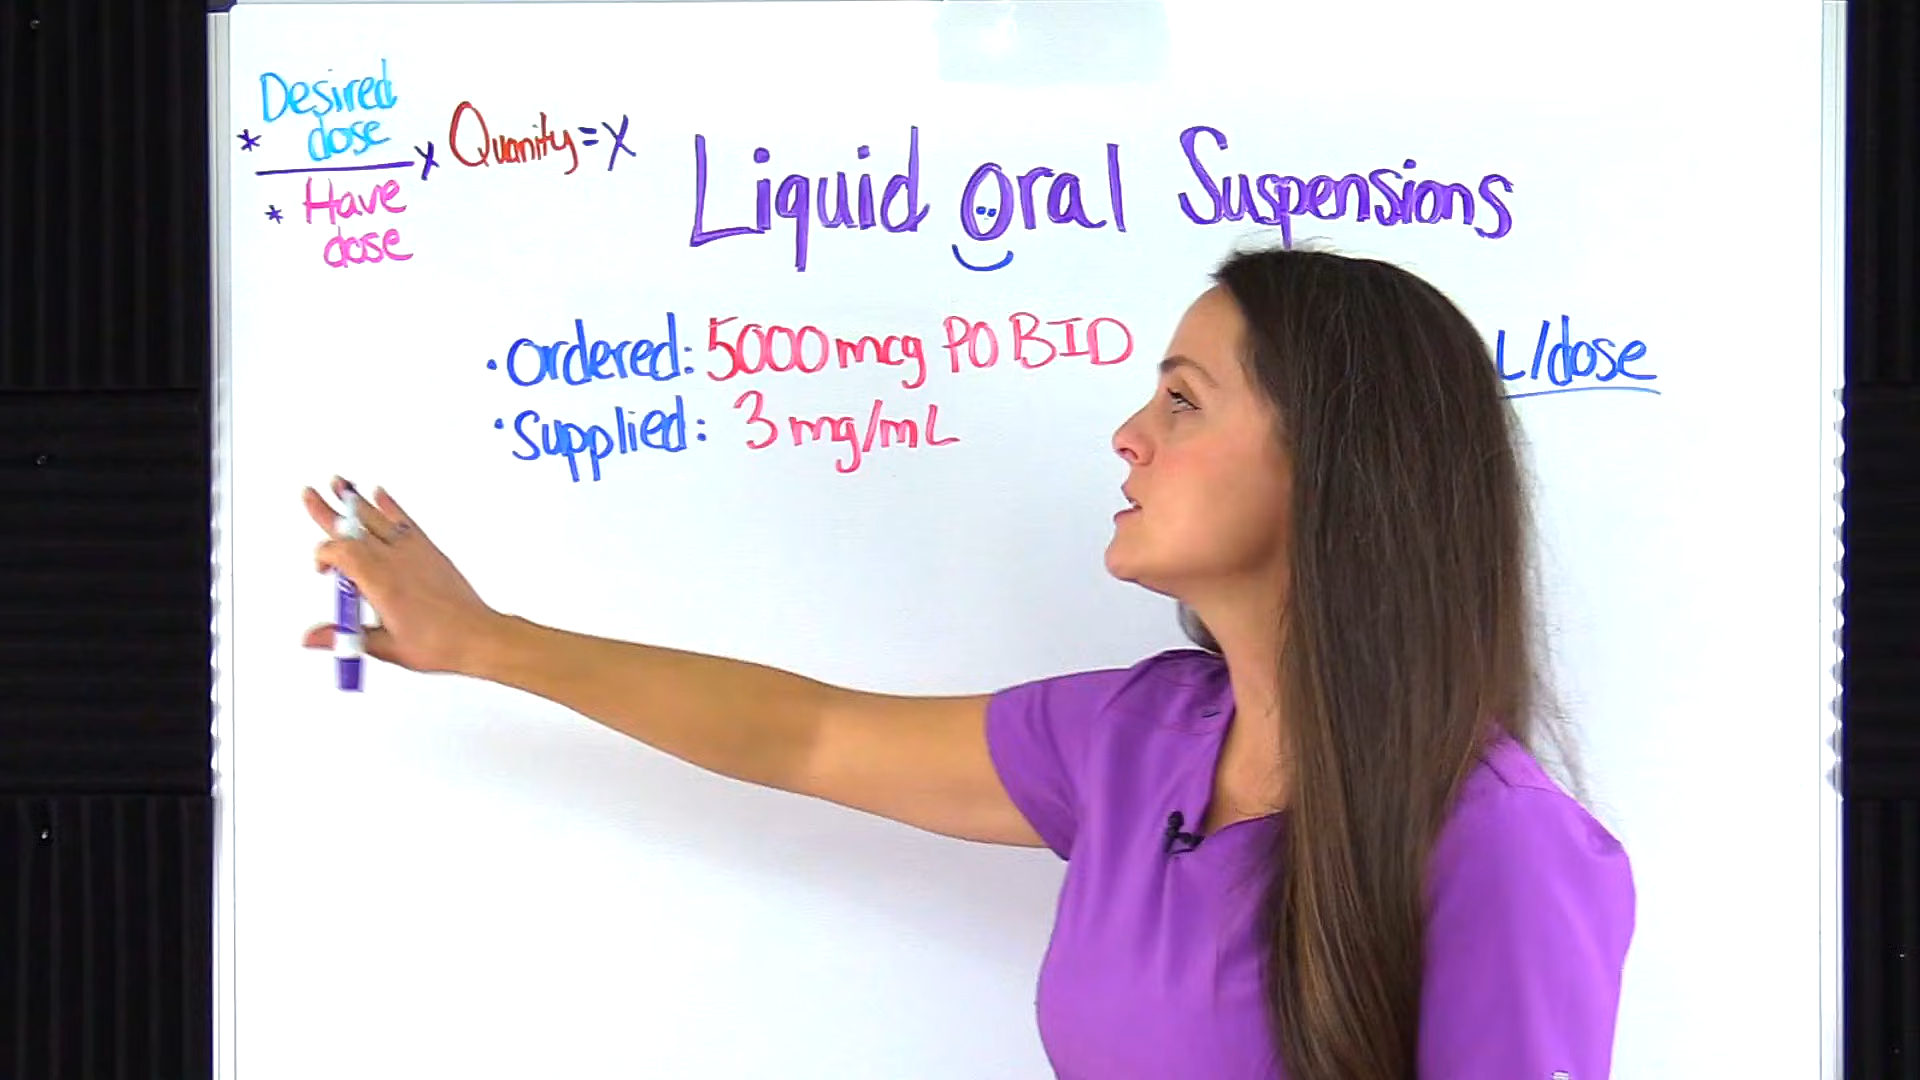 Desired
* dose
x Quanity = X
* Have
dose
Liquid Oral Suspensions
• Ordered: 5000 mcg PO BID
L/dose
• Supplied: 3 mg/mL